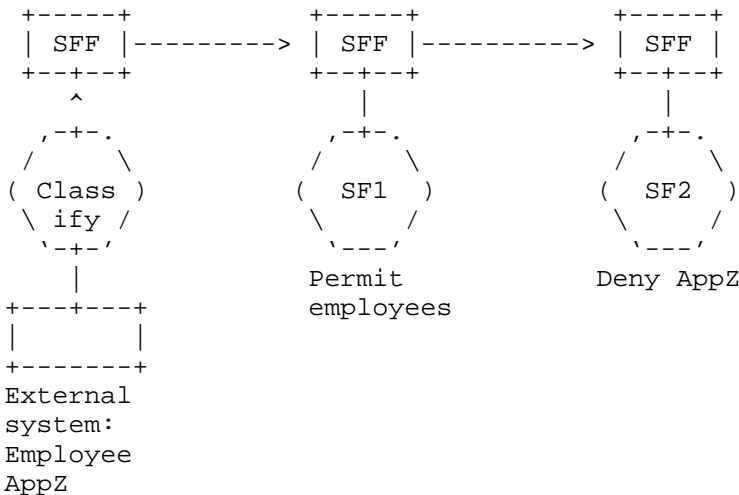 SFF SFF SFF
Class SF1 SF2
ify
Permit Deny AppZ
employees
External
system:
Employee
AppZ